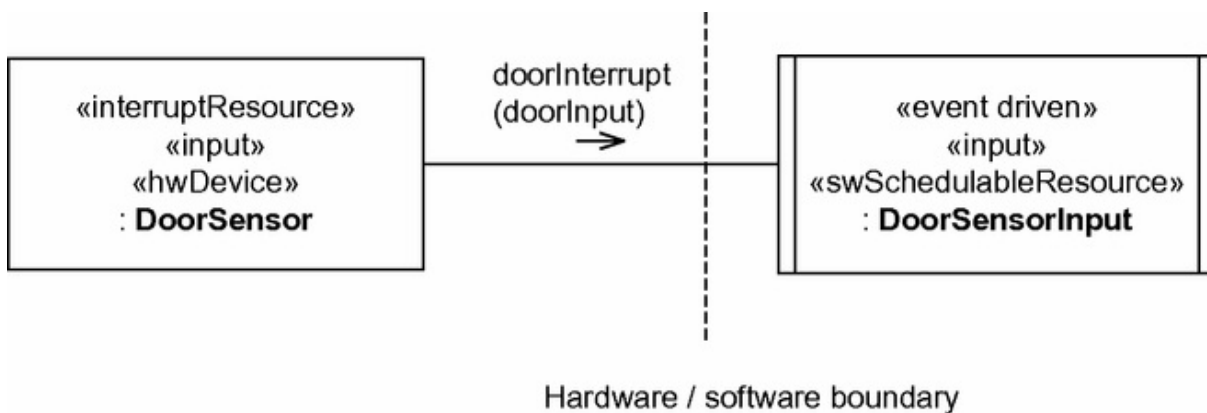 «interruptResource»
«input»
«hwDevice»
: DoorSensor
doorInterrupt
(doorInput)
«event driven»
«input»
«swSchedulableResource»
: DoorSensorInput
Hardware / software boundary